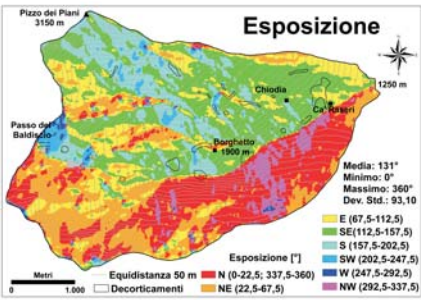 Esposizione
Pizzo dei Piani
3150 m
1250 m
Chiodia
Ca' Raseri
Passo del
Baldiscio
Borghetto
1900 m
Media: 131°
Minimo: 0°
Massimo: 360°
Dev. Std.: 93,10
Esposizione [°]
E (67,5-112,5)
SE(112,5-157,5)
S (157,5-202,5)
SW (202,5-247,5)
W (247,5-292,5)
NW (292,5-337,5)
N (0-22,5; 337,5-360)
NE (22,5-67,5)
Metri
0 1.000
Equidistanza 50 m
Decorticamenti